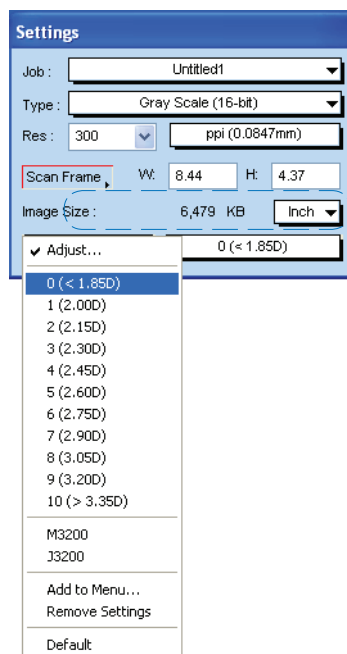 Settings
Job : Untitled1
Type : Gray Scale (16-bit)
Res : 300 ppi (0.0847mm)
Scan Frame W: 8.44 H: 4.37
Image Size : 6,479 KB Inch
0 (< 1.85D)
Adjust...
0 (< 1.85D)
1 (2.00D)
2 (2.15D)
3 (2.30D)
4 (2.45D)
5 (2.60D)
6 (2.75D)
7 (2.90D)
8 (3.05D)
9 (3.20D)
10 (> 3.35D)
M3200
J3200
Add to Menu...
Remove Settings
Default